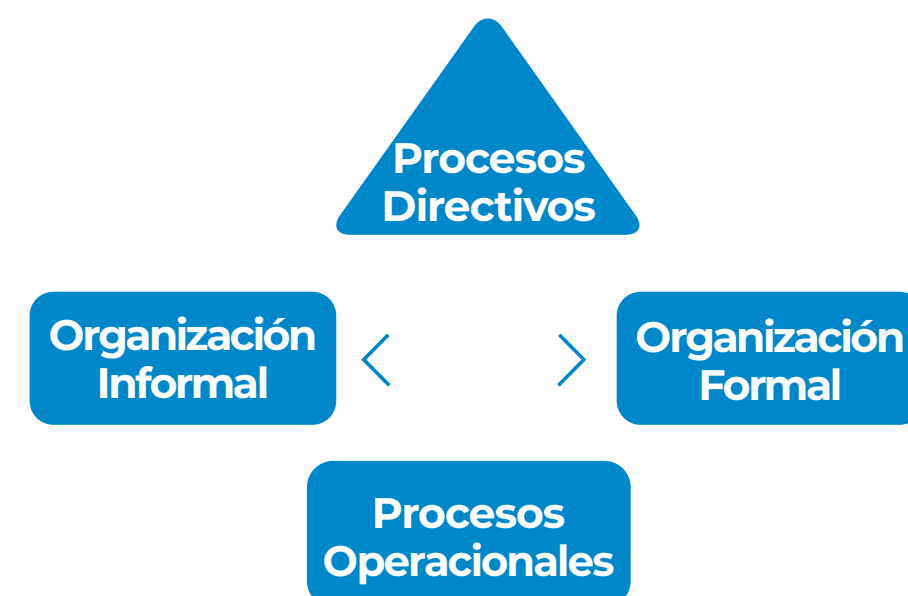 Procesos
Directivos
Organización
Informal
Organización
Formal
Procesos
Operacionales